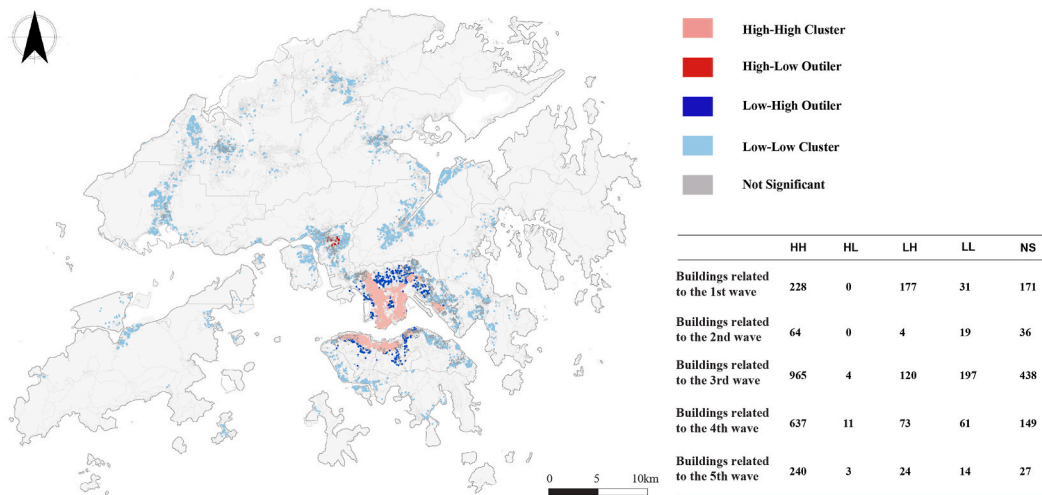 High-High Cluster
High-Low Outiler
Low-High Outiler
Low-Low Cluster
Not Significant
HH HL LH LL NS
Buildings related
to the 1st wave 228 0 177 31 171
Buildings related
to the 2nd wave 64 0 4 19 36
Buildings related
to the 3rd wave 965 4 120 197 438
Buildings related
to the 4th wave 637 11 73 61 149
Buildings related
to the 5th wave 240 3 24 14 27
0 5 10km